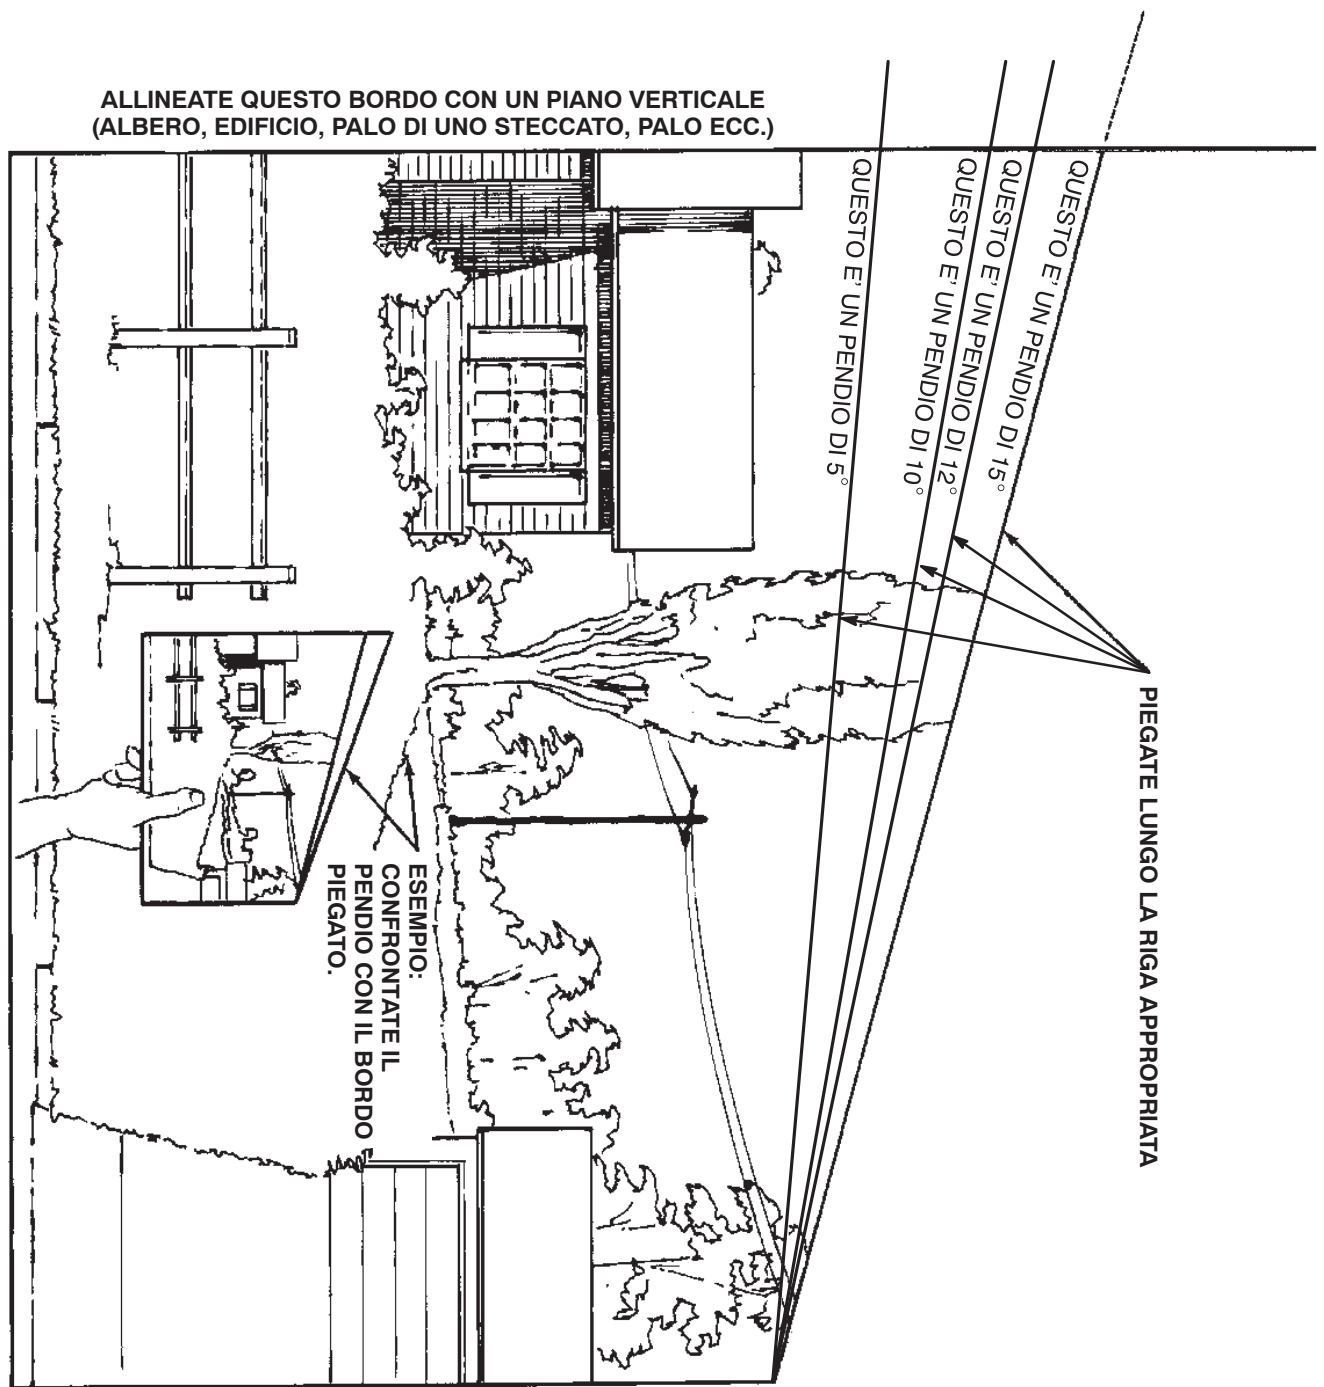 ALLINEATE QUESTO BORDO CON UN PIANO VERTICALE
(ALBERO, EDIFICIO, PALO DI UNO STECCATO, PALO ECC.)
QUESTO E' UN PENDIO DI 5°
QUESTO E' UN PENDIO DI 10°
QUESTO E' UN PENDIO DI 12°
QUESTO E' UN PENDIO DI 15°
PIEGATE LUNGO LA RIGA APPROPRIATA
ESEMPIO:
CONFRONTATE IL
PENDIO CON IL BORDO
PIEGATO.